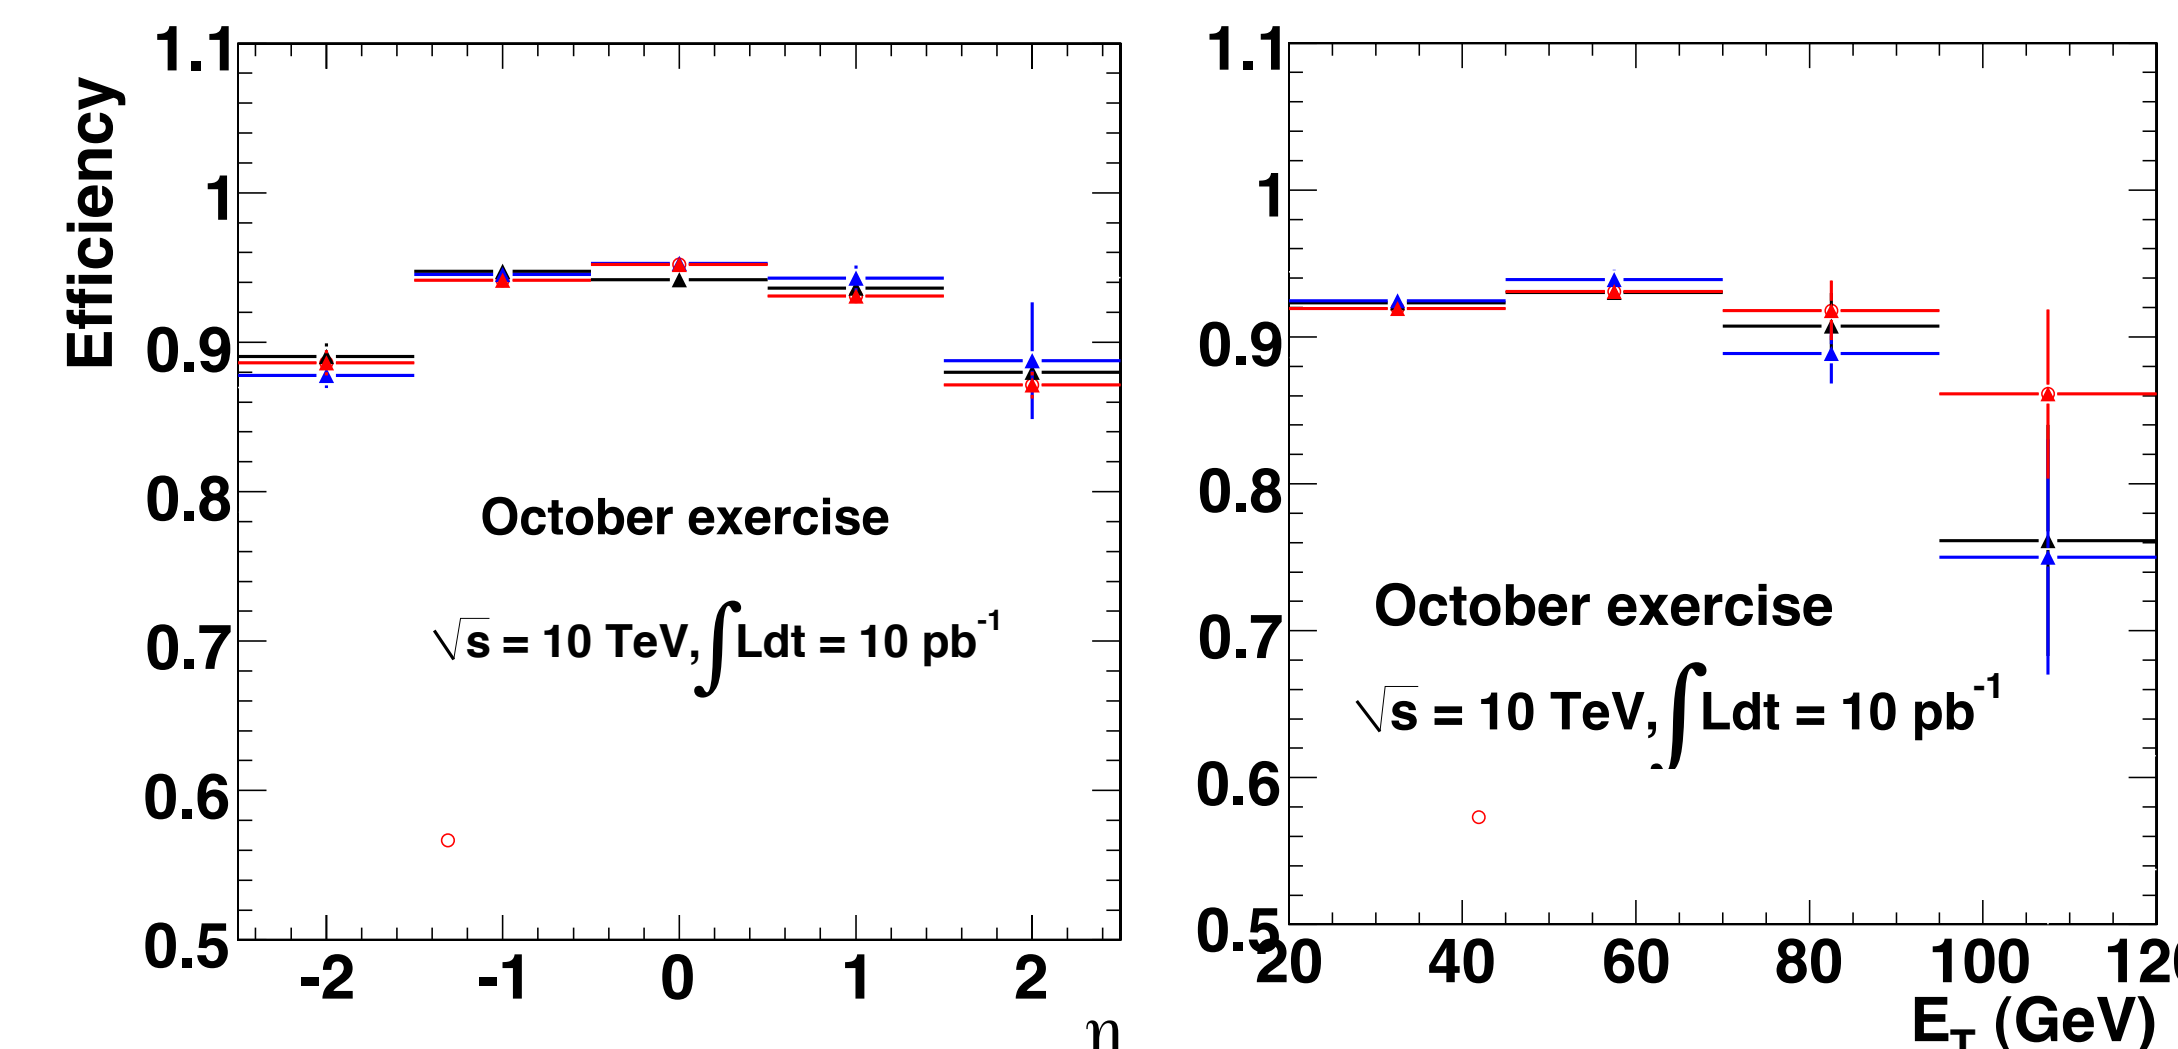 Efficiency
1.1
1
0.9
0.8
0.7
0.6
0.5
October exercise
√s = 10 TeV, ∫Ldt = 10 pb⁻¹
-2 -1 0 1 2
η
1.1
1
0.9
0.8
0.7
0.6
0.5
October exercise
√s = 10 TeV, ∫Ldt = 10 pb⁻¹
20 40 60 80 100 120
E_T (GeV)